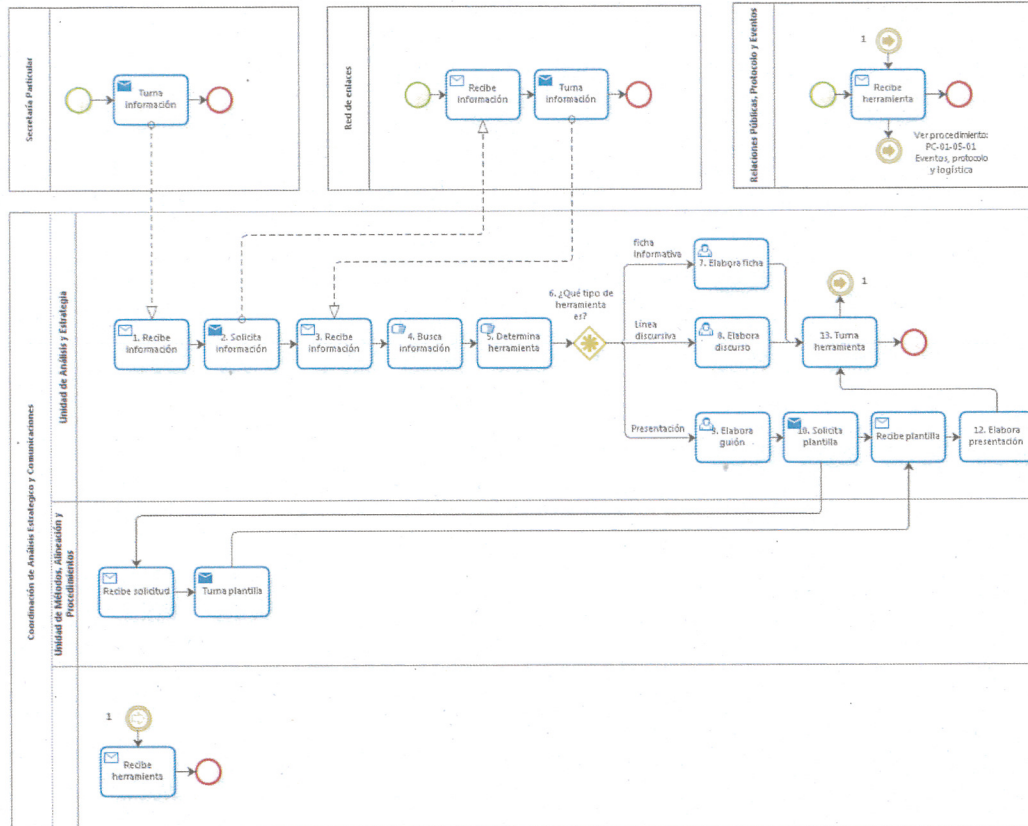 Secretaría Particular
Turna
información
Red de enlaces
Recibe
información
Turna
información
Relaciones Públicas, Protocolo y Eventos
1
Recibe
herramienta
Ver procedimiento:
PC-01-05-01
Eventos, protocolo
y logística
Coordinación de Análisis Estrategico y Comunicaciones
Unidad de Análisis y Estrategia
1. Recibe
información
2. Solicita
información
3. Recibe
información
4. Busca
información
5. Determina
herramienta
6. ¿Qué tipo de
herramienta
es?
ficha
informativa
7. Elabora ficha
Línea
discursiva
8. Elabora
discurso
Presentación
9. Elabora
guión
10. Solicita
plantilla
Recibe plantilla
12. Elabora
presentación
13. Turna
herramienta
1
Unidad de Métodos, Alineación y
Procedimientos
Recibe solicitud
Turna plantilla
1
Recibe
herramienta